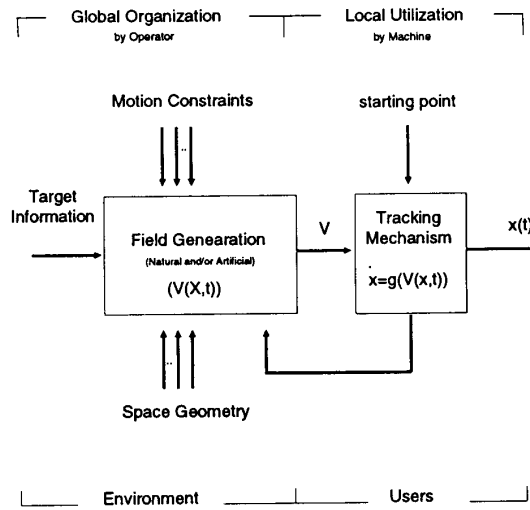 Global Organization
by Operator
Local Utilization
by Machine
Motion Constraints
starting point
Target
Information
Field Genearation
(Natural and/or Artificial)
(V(X,t))
V
Tracking
Mechanism
ẋ=g(V(x,t))
x(t)
Space Geometry
Environment
Users